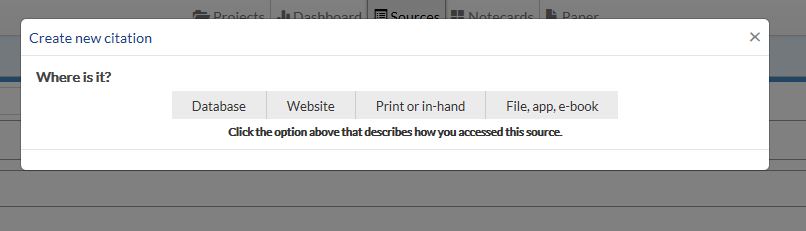 Projects Dashboard Sources Notecards Paper
Create new citation ×
Where is it?
Database Website Print or in-hand File, app, e-book
Click the option above that describes how you accessed this source.